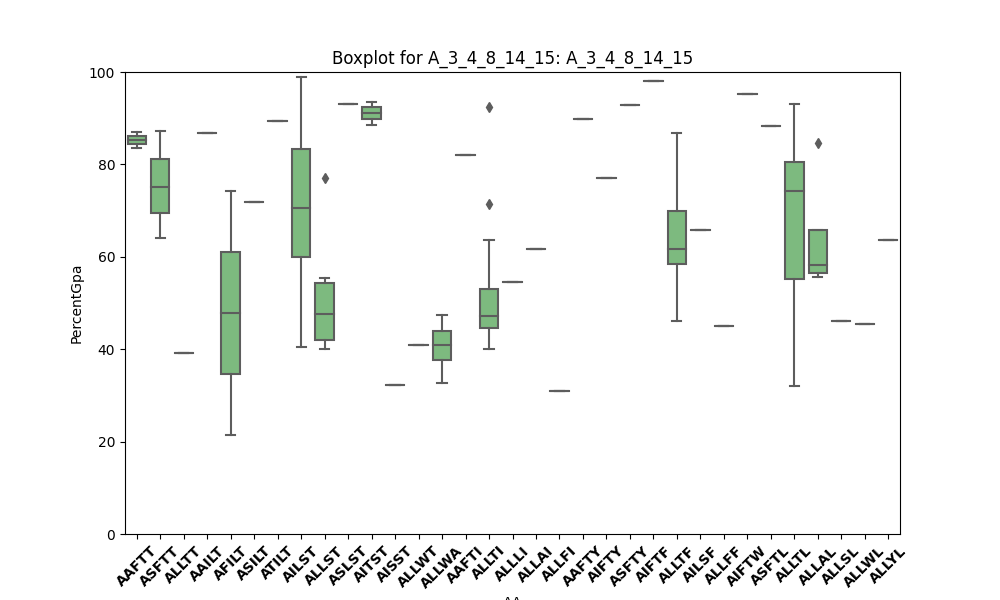 Boxplot for A_3_4_8_14_15: A_3_4_8_14_15
PercentGpa
100
80
60
40
20
0
AAFTT ASFTT ALLTT AAILT AFILT ASILT ATILT AILST ALLST ASLST AITST AISST ALLWT ALLWA AAFTI ALLTI ALLLI ALLAI ALLFI AAFTY AIFTY ASFTY AIFTF ALLTF AILSF ALLFF AIFTW ASFTL ALLTL ALLAL ALLSL ALLWL ALLYL